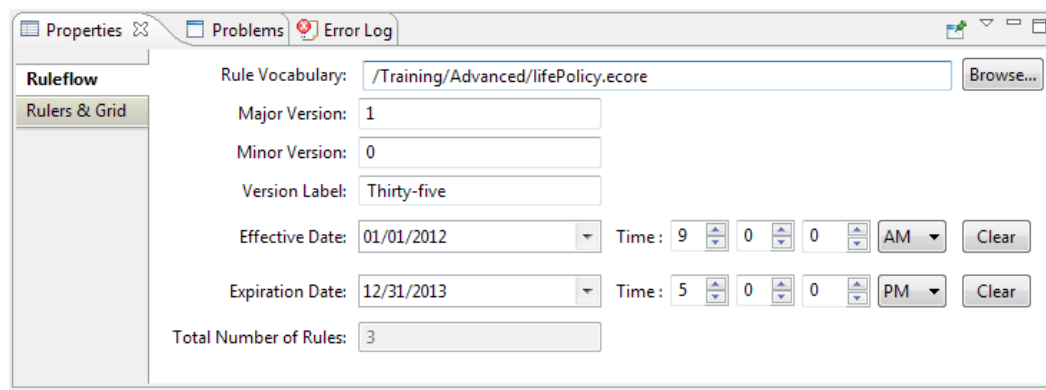 Properties Problems Error Log
Ruleflow Rule Vocabulary: /Training/Advanced/lifePolicy.ecore Browse...
Rulers & Grid Major Version: 1
Minor Version: 0
Version Label: Thirty-five
Effective Date: 01/01/2012 Time : 9 0 0 AM Clear
Expiration Date: 12/31/2013 Time : 5 0 0 PM Clear
Total Number of Rules: 3